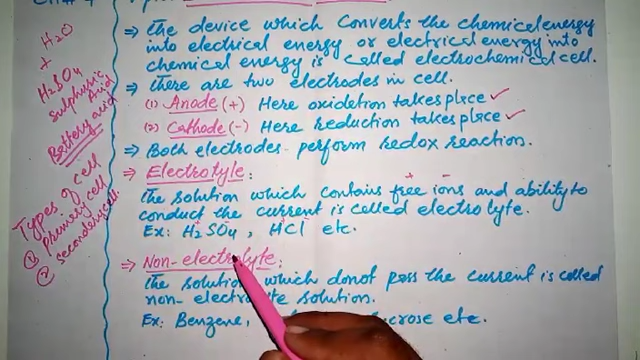 H2O
+
H2SO4
sulphuric
Acid
Battery acid
Types of cell
① primery cell
② secondery cell.
⇒ the device which converts the chemical energy
into electrical energy or electrical energy into
chemical energy is called electrochemical cell.
⇒ there are two electrodes in cell.
(1) Anode (+) Here oxidation takes place ✓
(2) Cathode (-) Here reduction takes place ✓
⇒ Both electrodes perform redox reaction.
⇒ Electrolyte:
+ -
the solution which contains free ions and ability to
conduct the current is called electrolyte.
Ex: H2SO4, HCl etc.
⇒ Non-electrolyte:
the solution which donot pass the current is called
non-electrolyte solution.
Ex: Benzene, etc.